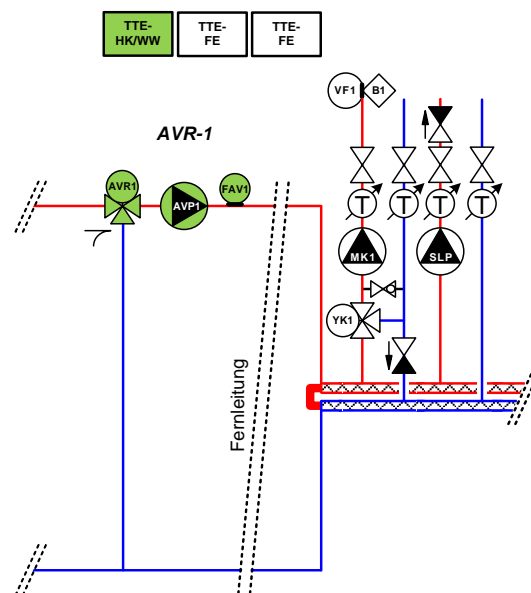 TTE-
HK/WW
TTE-
FE
TTE-
FE
VF1
B1
AVR-1
AVR1
FAV1
AVP1
T
T
T
T
MK1
SLP
YK1
Fernleitung